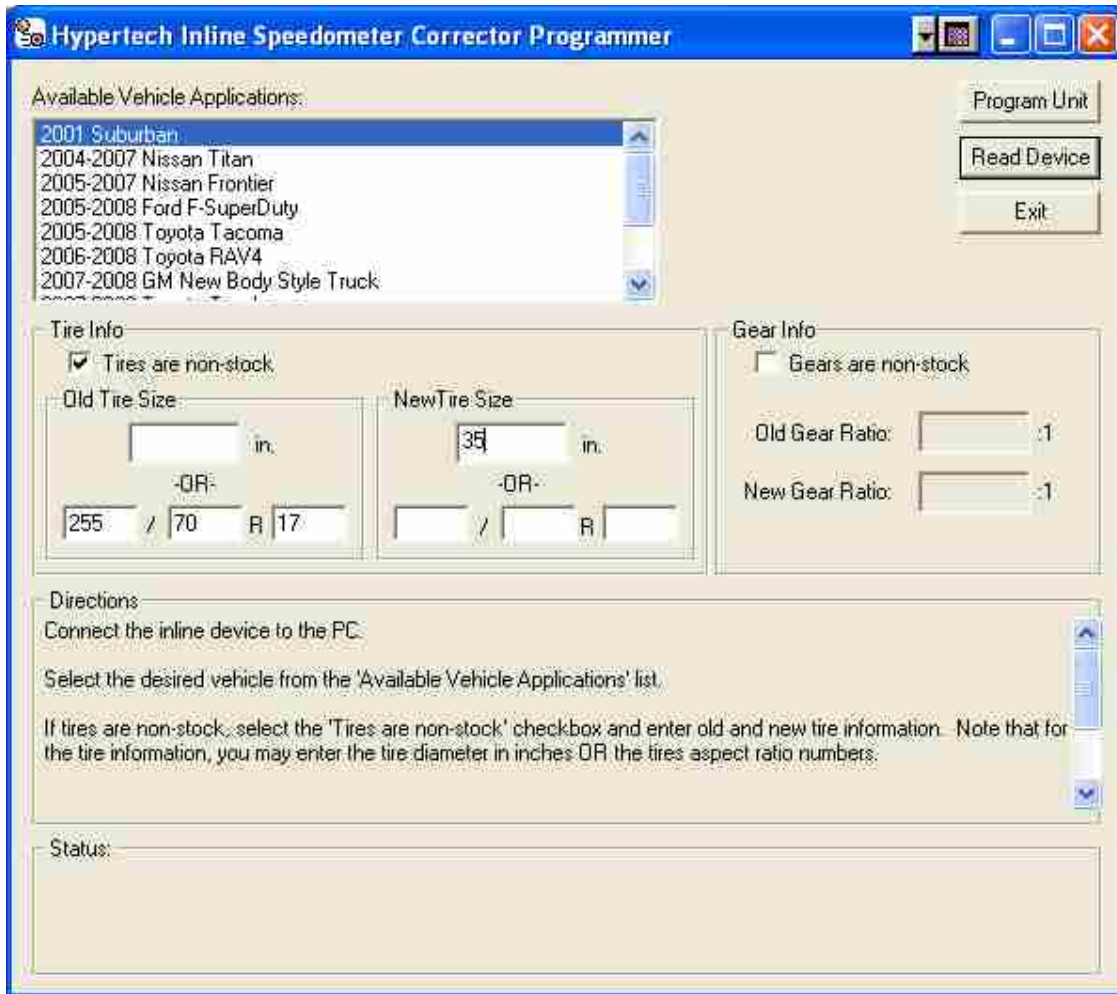 Hypertech Inline Speedometer Corrector Programmer
Available Vehicle Applications:
2001 Suburban
2004-2007 Nissan Titan
2005-2007 Nissan Frontier
2005-2008 Ford F-SuperDuty
2005-2008 Toyota Tacoma
2006-2008 Toyota RAV4
2007-2008 GM New Body Style Truck
Program Unit
Read Device
Exit
Tire Info
Tires are non-stock
Old Tire Size
in.
-OR-
255 / 70 R 17
NewTire Size
35 in.
-OR-
/ R
Gear Info
Gears are non-stock
Old Gear Ratio: :1
New Gear Ratio: :1
Directions
Connect the inline device to the PC.
Select the desired vehicle from the 'Available Vehicle Applications' list.
If tires are non-stock, select the 'Tires are non-stock' checkbox and enter old and new tire information. Note that for
the tire information, you may enter the tire diameter in inches OR the tires aspect ratio numbers.
Status: